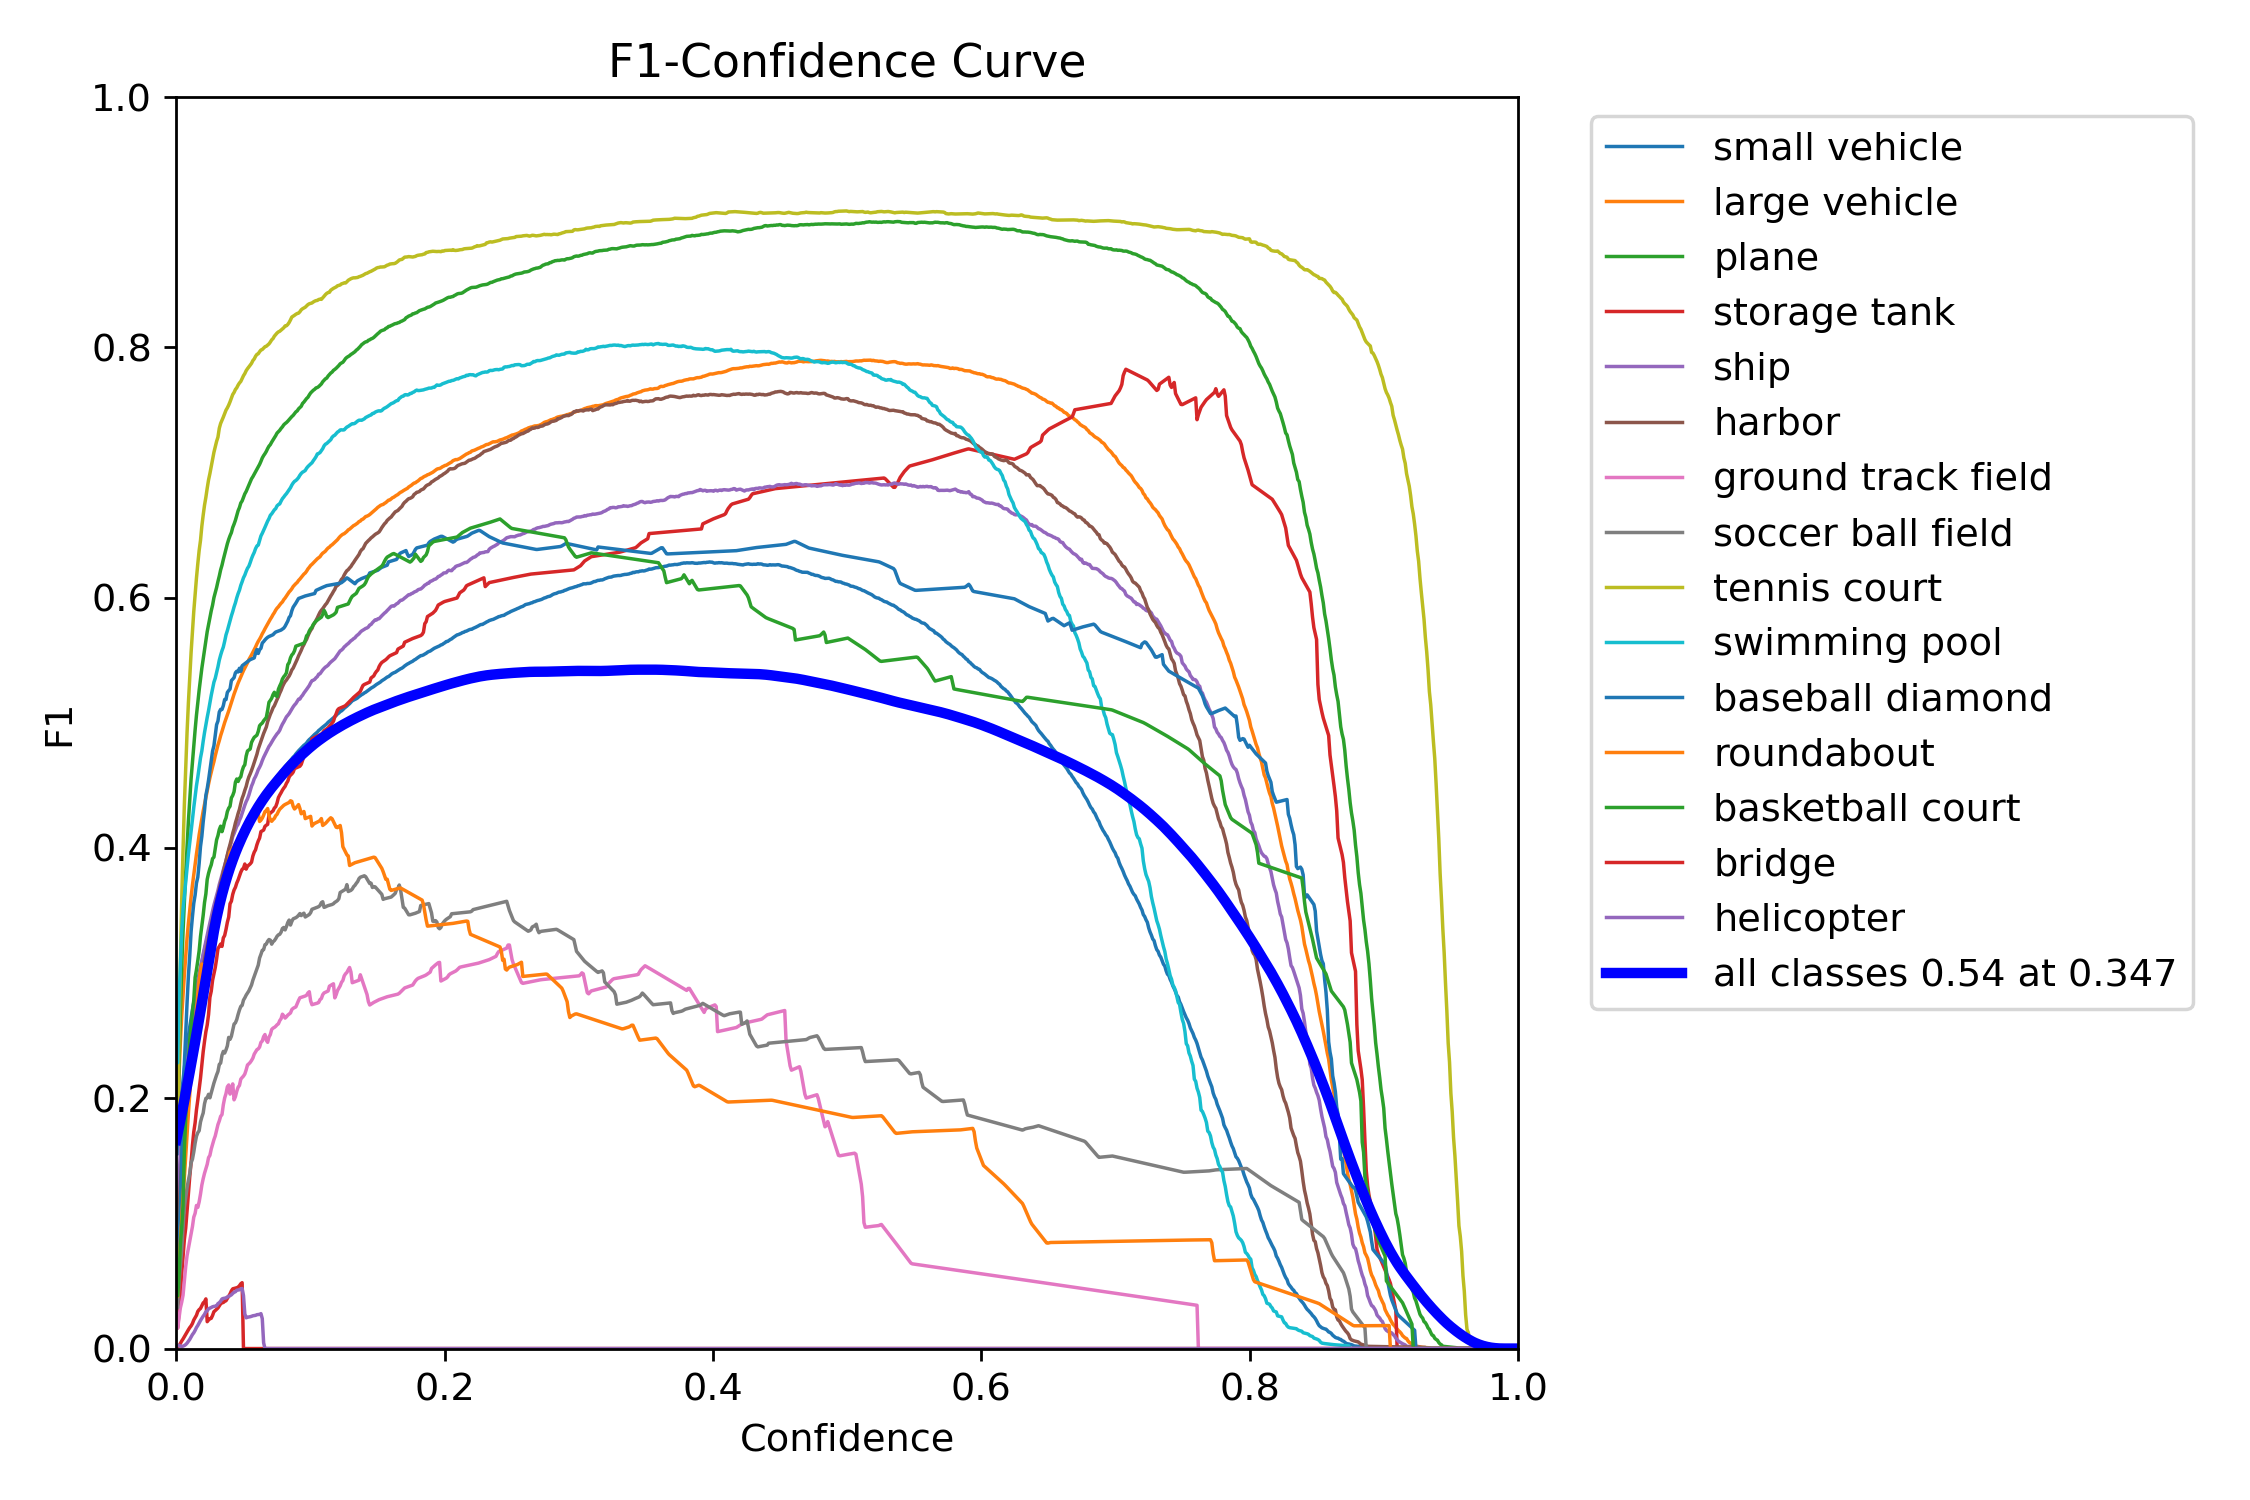 F1-Confidence Curve
1.0
0.8
0.6
0.4
0.2
0.0
F1
0.0 0.2 0.4 0.6 0.8 1.0
Confidence
small vehicle
large vehicle
plane
storage tank
ship
harbor
ground track field
soccer ball field
tennis court
swimming pool
baseball diamond
roundabout
basketball court
bridge
helicopter
all classes 0.54 at 0.347